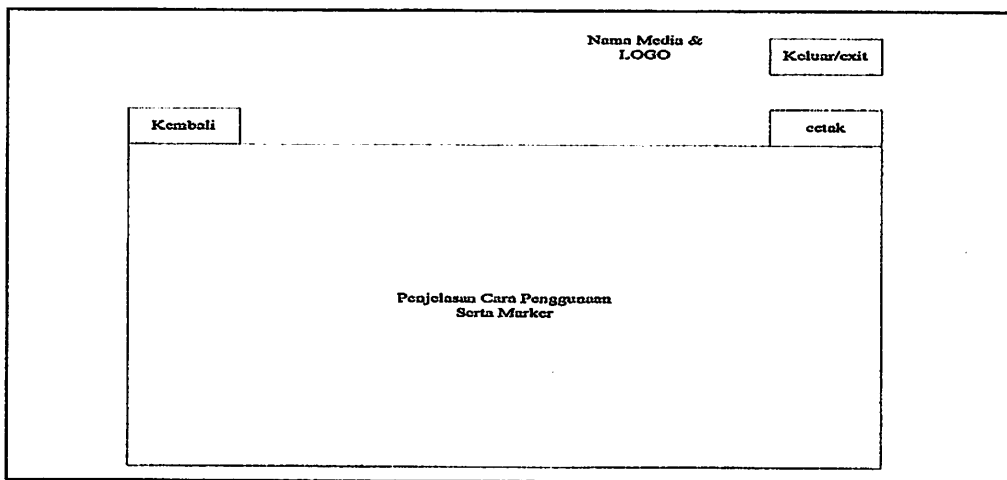 Nama Media &
LOGO
Keluar/exit
Kembali
cetak
Penjelasan Cara Penggunaan
Serta Marker